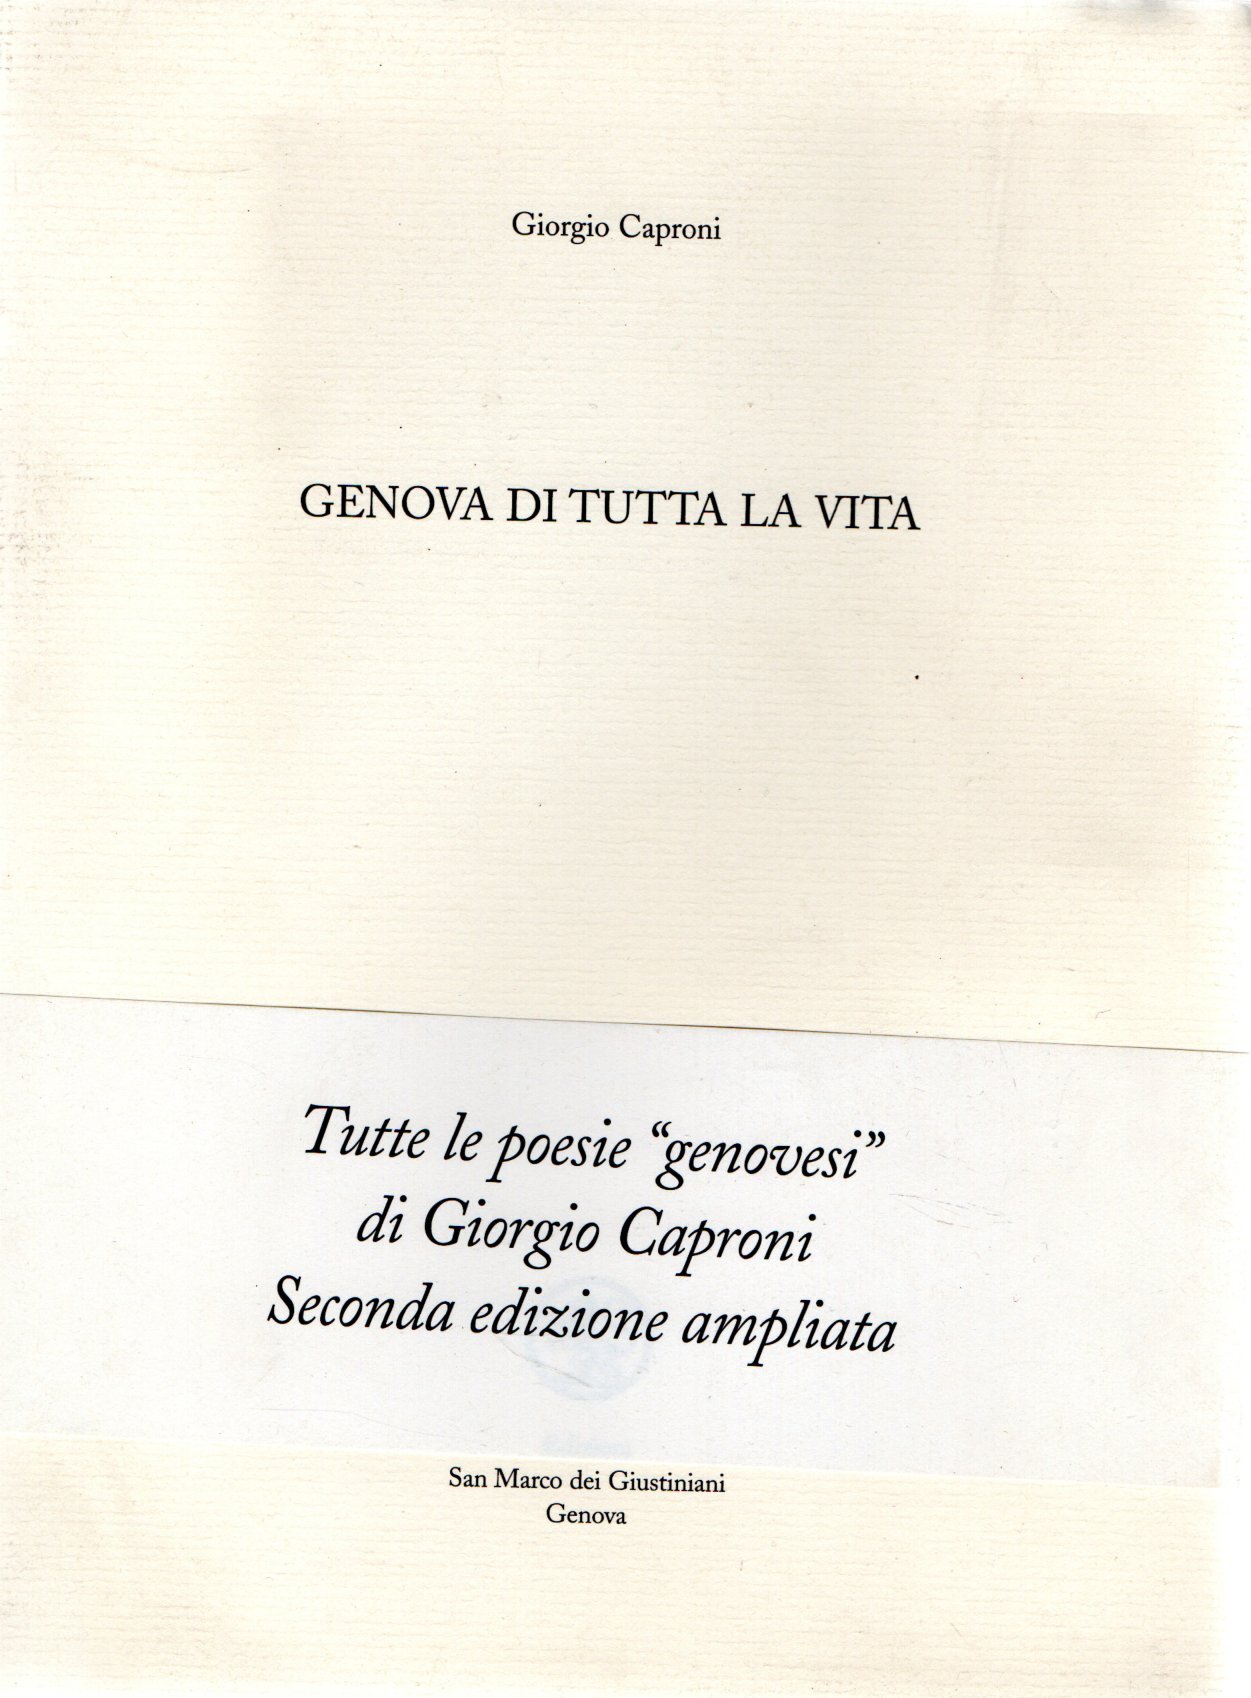 Giorgio Caproni
GENOVA DI TUTTA LA VITA
Tutte le poesie “genovesi”
di Giorgio Caproni
Seconda edizione ampliata
San Marco dei Giustiniani
Genova